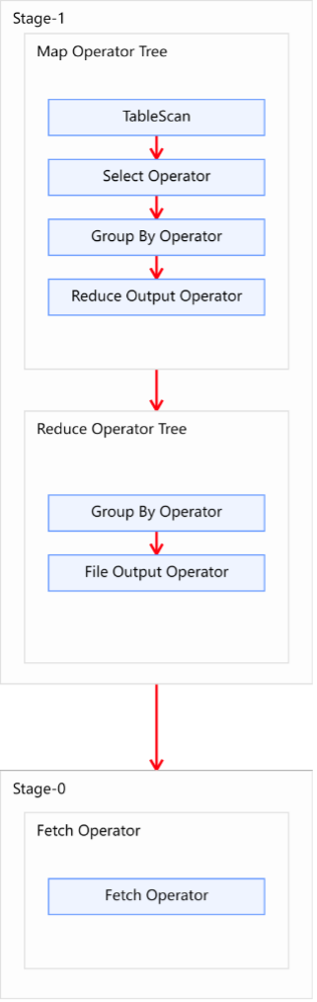 Stage-1
Map Operator Tree
TableScan
Select Operator
Group By Operator
Reduce Output Operator
Reduce Operator Tree
Group By Operator
File Output Operator
Stage-0
Fetch Operator
Fetch Operator